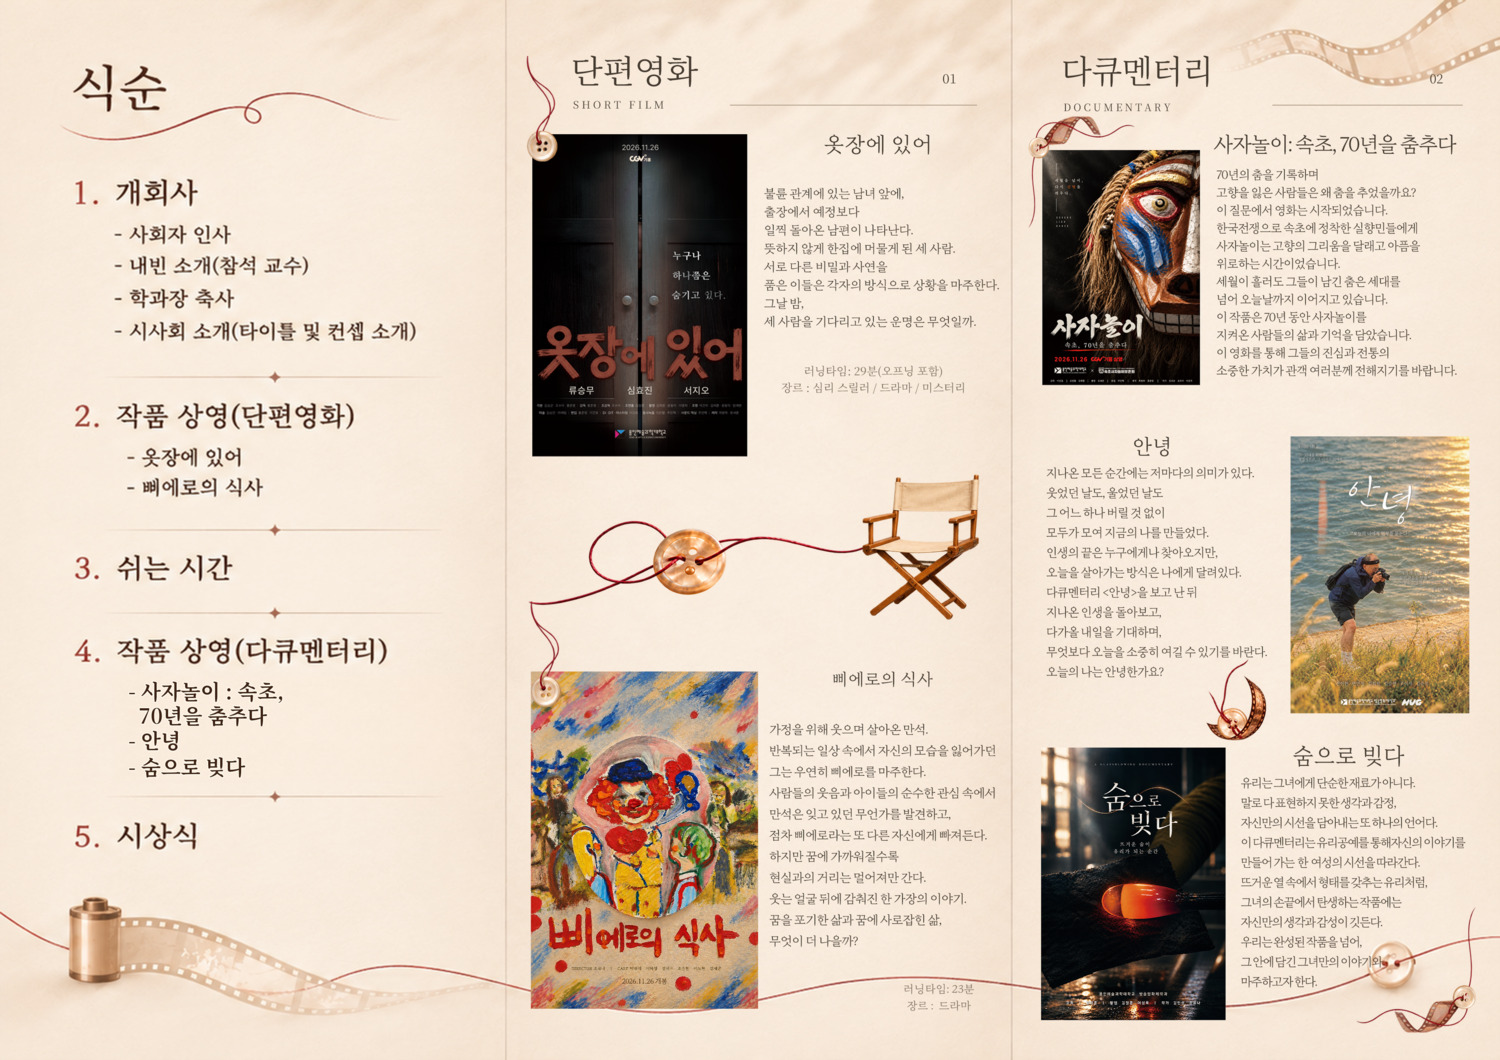 식순
1. 개회사
- 사회자 인사
- 내빈 소개(참석 교수)
- 학과장 축사
- 시사회 소개(타이틀 및 컨셉 소개)
2. 작품 상영(단편영화)
- 옷장에 있어
- 삐에로의 식사
3. 쉬는 시간
4. 작품 상영(다큐멘터리)
- 사자놀이 : 속초,
70년을 춤추다
- 안녕
- 숨으로 빚다
5. 시상식
단편영화
01
SHORT FILM
2026.11.26
CGV
누구나
하나쯤은
숨기고 있다.
옷장에 있어
류승무 심효진 서지오
옷장에 있어
불륜 관계에 있는 남녀 앞에,
출장에서 예정보다
일찍 돌아온 남편이 나타난다.
뜻하지 않게 한집에 머물게 된 세 사람.
서로 다른 비밀과 사연을
품은 이들은 각자의 방식으로 상황을 마주한다.
그날 밤,
세 사람을 기다리고 있는 운명은 무엇일까.
러닝타임: 29분(오프닝 포함)
장르 : 심리 스릴러 / 드라마 / 미스터리
삐에로의 식사
2026.11.26 개봉
삐에로의 식사
가정을 위해 웃으며 살아온 만석.
반복되는 일상 속에서 자신의 모습을 잃어가던
그는 우연히 삐에로를 마주한다.
사람들의 웃음과 아이들의 순수한 관심 속에서
만석은 잊고 있던 무언가를 발견하고,
점차 삐에로라는 또 다른 자신에게 빠져든다.
하지만 꿈에 가까워질수록
현실과의 거리는 멀어져만 간다.
웃는 얼굴 뒤에 감춰진 한 가장의 이야기.
꿈을 포기한 삶과 꿈에 사로잡힌 삶,
무엇이 더 나을까?
러닝타임: 23분
장르 : 드라마
다큐멘터리
02
DOCUMENTARY
사자놀이
속초, 70년을 춤추다
2026.11.26 CGV
사자놀이: 속초, 70년을 춤추다
70년의 춤을 기록하며
고향을 잃은 사람들은 왜 춤을 추었을까요?
이 질문에서 영화는 시작되었습니다.
한국전쟁으로 속초에 정착한 실향민들에게
사자놀이는 고향의 그리움을 달래고 아픔을
위로하는 시간이었습니다.
세월이 흘러도 그들이 남긴 춤은 세대를
넘어 오늘날까지 이어지고 있습니다.
이 작품은 70년 동안 사자놀이를
지켜온 사람들의 삶과 기억을 담았습니다.
이 영화를 통해 그들의 진심과 전통의
소중한 가치가 관객 여러분께 전해지기를 바랍니다.
안녕
지나온 모든 순간에는 저마다의 의미가 있다.
웃었던 날도, 울었던 날도
그 어느 하나 버릴 것 없이
모두가 모여 지금의 나를 만들었다.
인생의 끝은 누구에게나 찾아오지만,
오늘을 살아가는 방식은 나에게 달려있다.
다큐멘터리 <안녕>을 보고 난 뒤
지나온 인생을 돌아보고,
다가올 내일을 기대하며,
무엇보다 오늘을 소중히 여길 수 있기를 바란다.
오늘의 나는 안녕한가요?
안녕
HUG
숨으로
빚다
뜨거운 숨이
유리가 되는 순간
숨으로 빚다
유리는 그녀에게 단순한 재료가 아니다.
말로 다 표현하지 못한 생각과 감정,
자신만의 시선을 담아내는 또 하나의 언어다.
이 다큐멘터리는 유리공예를 통해자신의 이야기를
만들어 가는 한 여성의 시선을 따라간다.
뜨거운 열 속에서 형태를 갖추는 유리처럼,
그녀의 손끝에서 탄생하는 작품에는
자신만의 생각과 감성이 깃든다.
우리는 완성된 작품을 넘어,
그 안에 담긴 그녀만의 이야기와
마주하고자 한다.